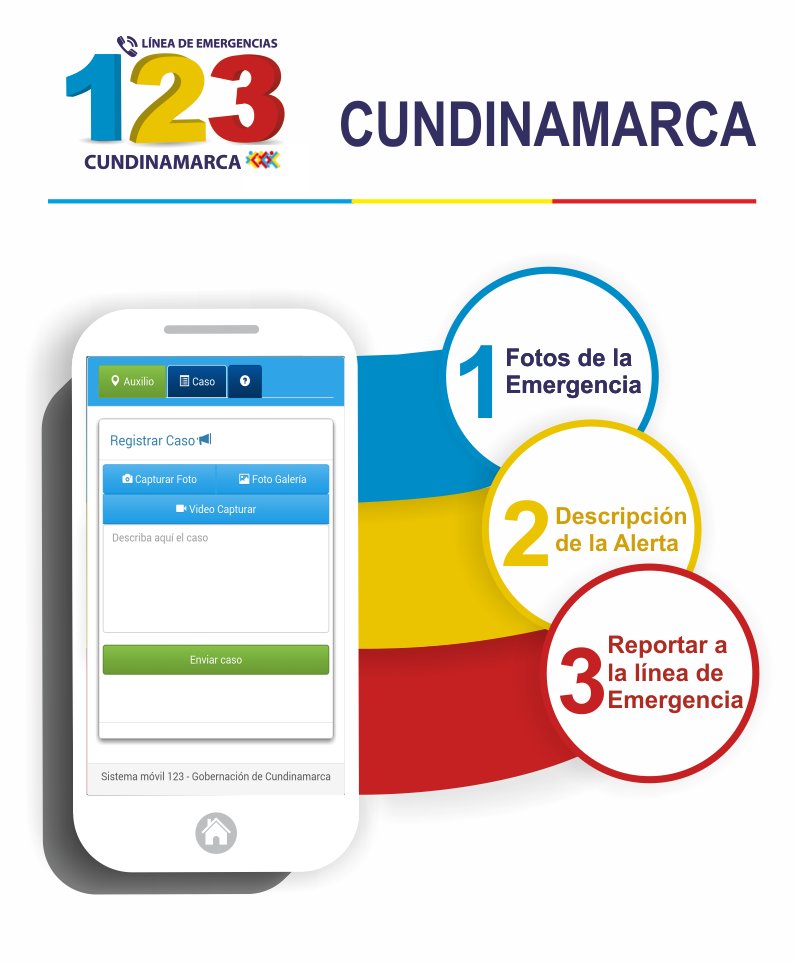 LÍNEA DE EMERGENCIAS
123
CUNDINAMARCA
CUNDINAMARCA
Auxilio
Caso
?
Registrar Caso
Capturar Foto
Foto Galería
Video Capturar
Describa aquí el caso
Enviar caso
Sistema móvil 123 - Gobernación de Cundinamarca
1
Fotos de la
Emergencia
2
Descripción
de la Alerta
3
Reportar a
la línea de
Emergencia